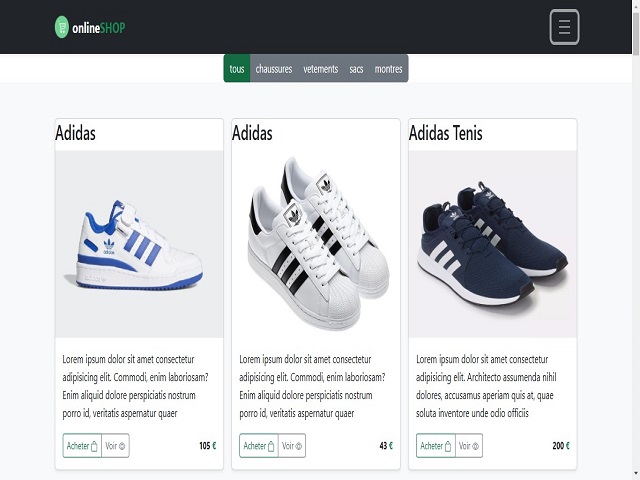 onlineSHOP
tous chaussures vetements sacs montres
Adidas
Lorem ipsum dolor sit amet consectetur
adipisicing elit. Commodi, enim laboriosam?
Enim aliquid dolore perspiciatis nostrum
porro id, veritatis aspernatur quaer
Acheter Voir 105 €
Adidas
Lorem ipsum dolor sit amet consectetur
adipisicing elit. Commodi, enim laboriosam?
Enim aliquid dolore perspiciatis nostrum
porro id, veritatis aspernatur quaer
Acheter Voir 43 €
Adidas Tenis
Lorem ipsum dolor sit amet consectetur
adipisicing elit. Architecto assumenda nihil
dolores, accusamus aperiam quis at, quae
soluta inventore unde odio officiis
Acheter Voir 200 €